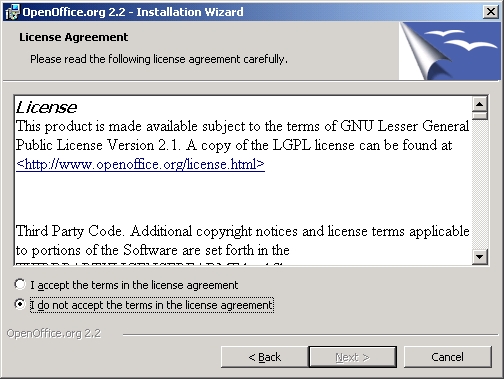 OpenOffice.org 2.2 - Installation Wizard
License Agreement
Please read the following license agreement carefully.
License
This product is made available subject to the terms of GNU Lesser General
Public License Version 2.1. A copy of the LGPL license can be found at
<http://www.openoffice.org/license.html>
Third Party Code. Additional copyright notices and license terms applicable
to portions of the Software are set forth in the
I accept the terms in the license agreement
I do not accept the terms in the license agreement
OpenOffice.org 2.2
< Back Next > Cancel